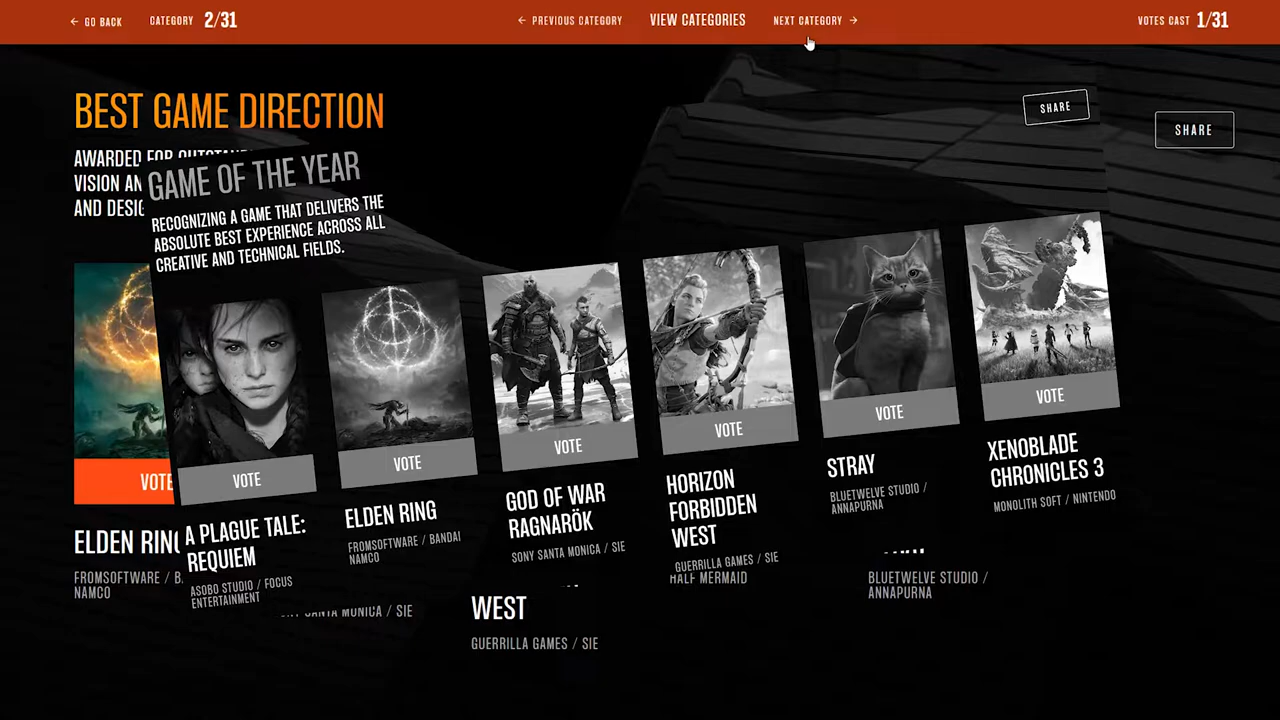 ← GO BACK
CATEGORY 2/31
← PREVIOUS CATEGORY
VIEW CATEGORIES
NEXT CATEGORY →
VOTES CAST 1/31
BEST GAME DIRECTION
SHARE
SHARE
AWARDED FOR
VISION
AND
GAME OF THE YEAR
RECOGNIZING A GAME THAT DELIVERS THE
ABSOLUTE BEST EXPERIENCE ACROSS ALL
CREATIVE AND TECHNICAL FIELDS.
VOTE
ELDEN RING
FROMSOFTWARE /
NAMCO
VOTE
A PLAGUE TALE:
REQUIEM
ASOBO STUDIO / FOCUS
ENTERTAINMENT
VOTE
ELDEN RING
FROMSOFTWARE / BANDAI
NAMCO
VOTE
GOD OF WAR
RAGNARÖK
SONY SANTA MONICA / SIE
VOTE
HORIZON
FORBIDDEN
WEST
GUERRILLA GAMES / SIE
VOTE
STRAY
BLUETWELVE STUDIO /
ANNAPURNA
VOTE
XENOBLADE
CHRONICLES 3
MONOLITH SOFT / NINTENDO
SANTA MONICA / SIE
WEST
GUERRILLA GAMES / SIE
HALF MERMAID
BLUETWELVE STUDIO /
ANNAPURNA